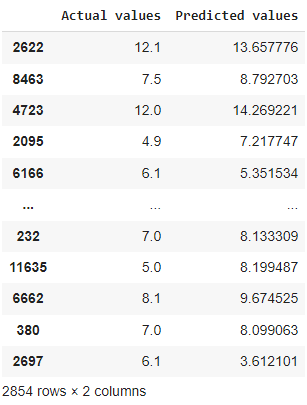 Actual values Predicted values
2622 12.1 13.657776
8463 7.5 8.792703
4723 12.0 14.269221
2095 4.9 7.217747
6166 6.1 5.351534
... ... ...
232 7.0 8.133309
11635 5.0 8.199487
6662 8.1 9.674525
380 7.0 8.099063
2697 6.1 3.612101
2854 rows × 2 columns